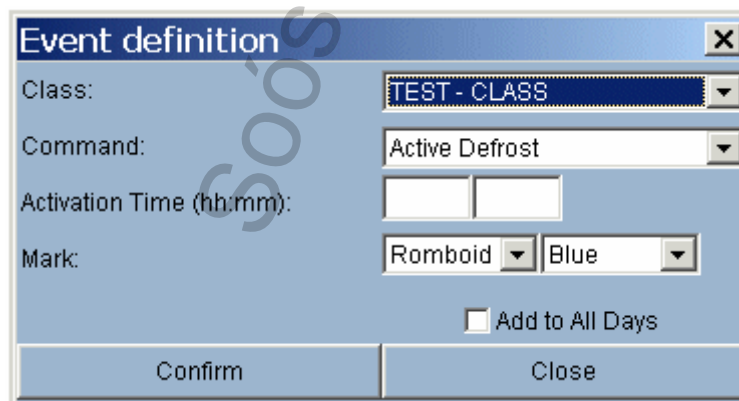 Event definition
Class: TEST - CLASS
Command: Active Defrost
Activation Time (hh:mm):
Mark: Romboid Blue
Add to All Days
Confirm Close
Soós